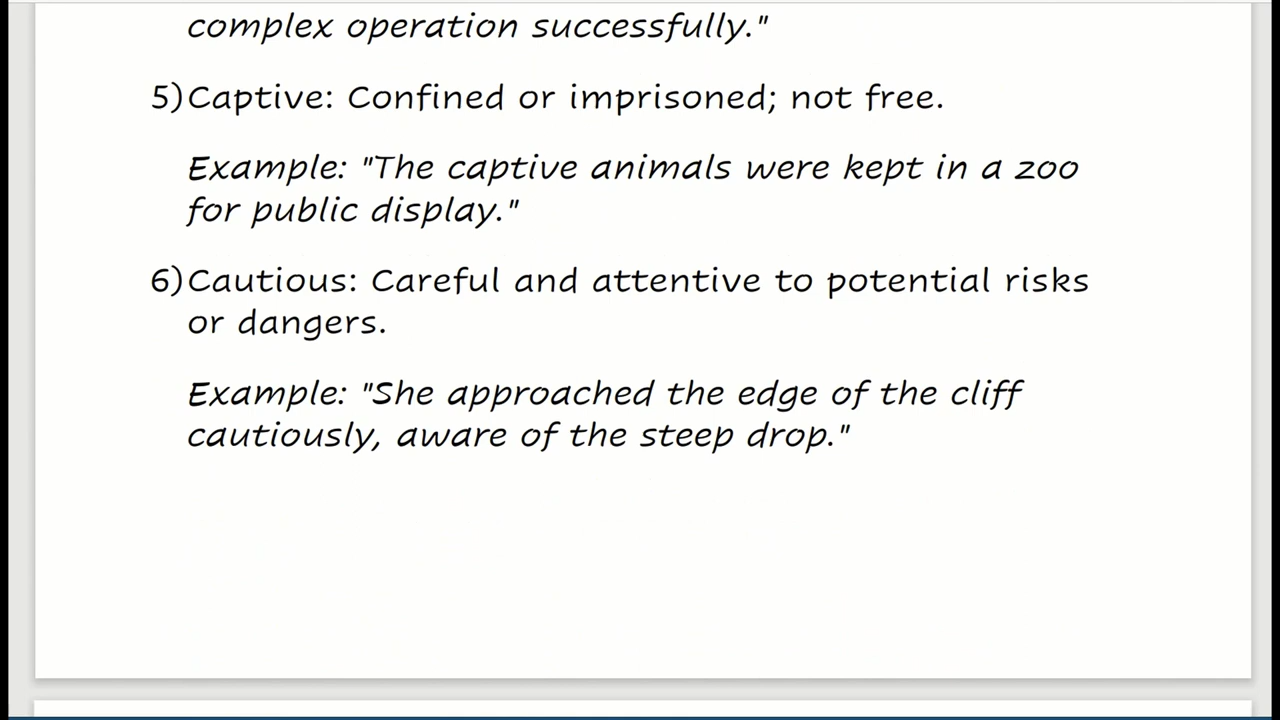 complex operation successfully."
5)Captive: Confined or imprisoned; not free.
Example: "The captive animals were kept in a zoo
for public display."
6)Cautious: Careful and attentive to potential risks
or dangers.
Example: "She approached the edge of the cliff
cautiously, aware of the steep drop."